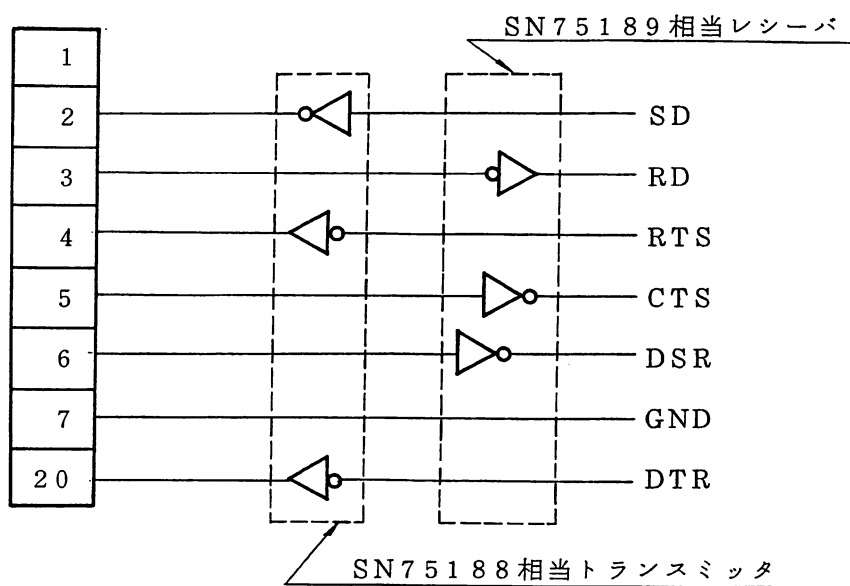 SN75189相当レシーバ
1
2 SD
3 RD
4 RTS
5 CTS
6 DSR
7 GND
20 DTR
SN75188相当トランスミッタ